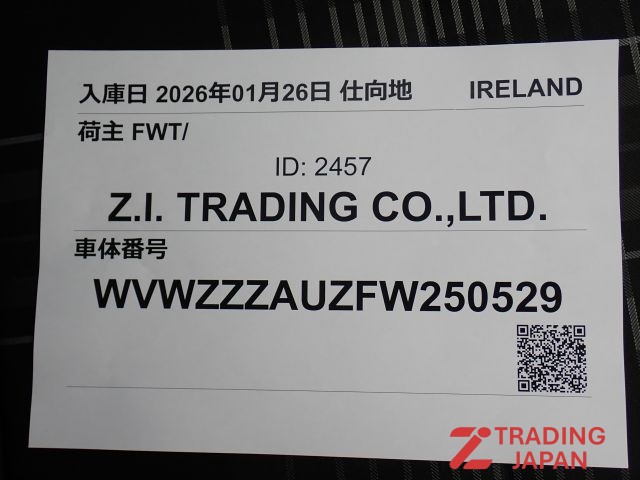 入庫日 2026年01月26日 仕向地 IRELAND
荷主 FWT/
ID: 2457
Z.I. TRADING CO.,LTD.
車体番号
WVWZZZAUZFW250529
TRADING
JAPAN